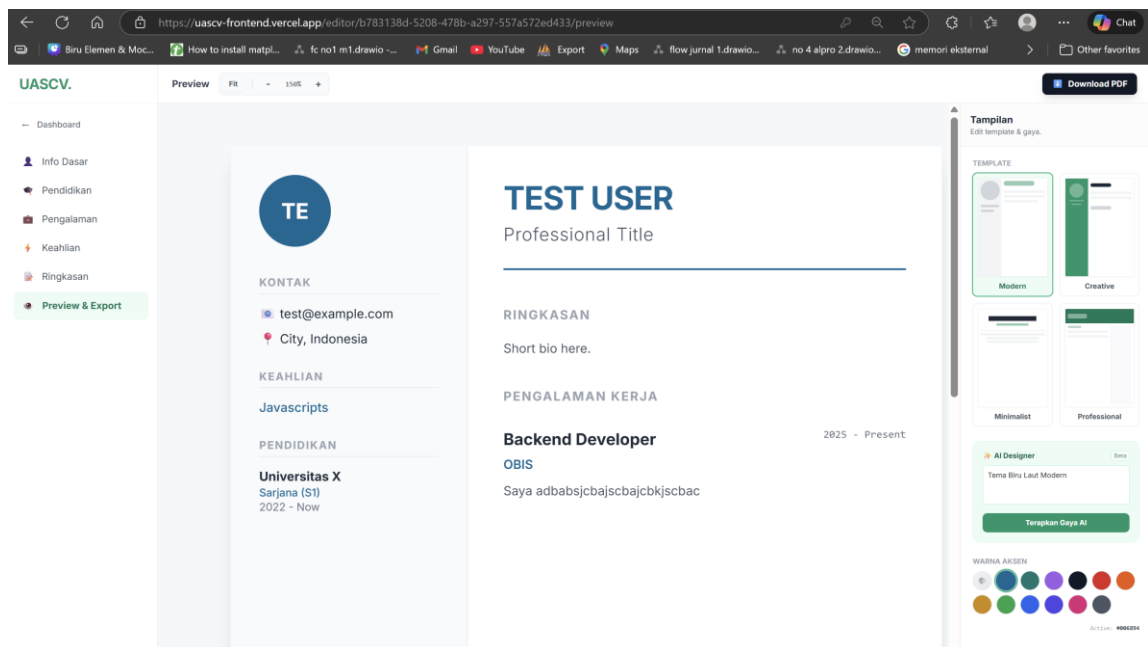 https://uascv-frontend.vercel.app/editor/b783138d-5208-478b-a297-557a572ed433/preview
Chat
Biru Elemen & Moc...
How to install matpl...
fc no1 m1.drawio -...
Gmail
YouTube
Export
Maps
flow jurnal 1.drawio...
no 4 alpro 2.drawio...
memori eksternal
Other favorites
UASCV.
Preview
Fit
- 150% +
Download PDF
← Dashboard
Info Dasar
Pendidikan
Pengalaman
Keahlian
Ringkasan
Preview & Export
TE
KONTAK
test@example.com
City, Indonesia
KEAHLIAN
Javascripts
PENDIDIKAN
Universitas X
Sarjana (S1)
2022 - Now
TEST USER
Professional Title
RINGKASAN
Short bio here.
PENGALAMAN KERJA
Backend Developer
2025 - Present
OBIS
Saya adbabsjcbajscbajcbkjscbac
Tampilan
Edit template & gaya.
TEMPLATE
Modern
Creative
Minimalist
Professional
AI Designer
Beta
Tema Biru Laut Modern
Terapkan Gaya AI
WARNA AKSEN
Active: